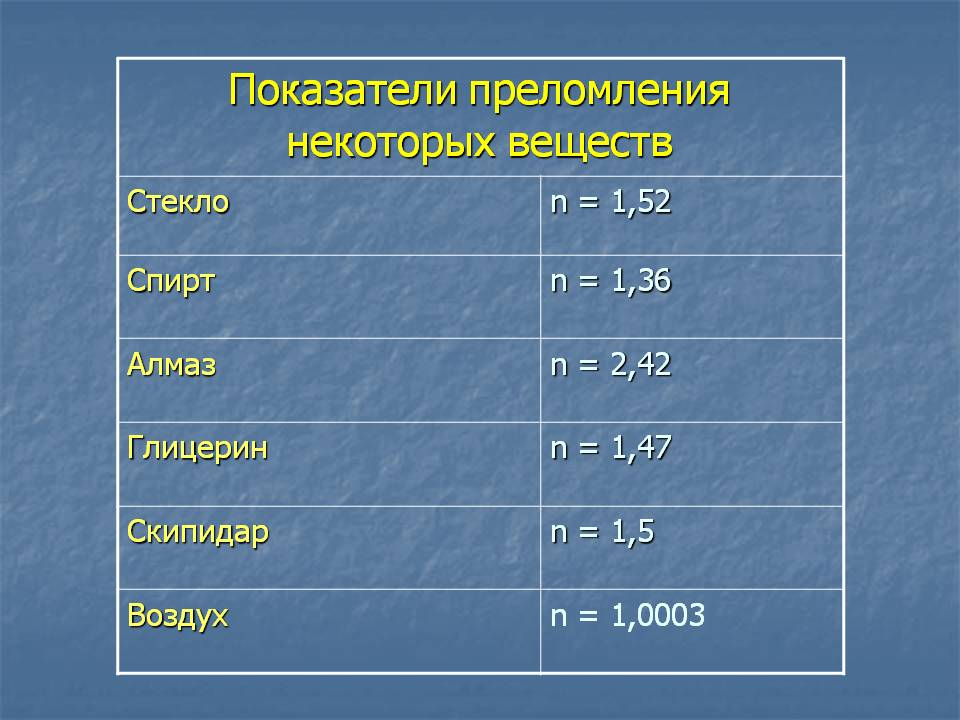 Показатели преломления
некоторых веществ
Стекло n = 1,52
Спирт n = 1,36
Алмаз n = 2,42
Глицерин n = 1,47
Скипидар n = 1,5
Воздух n = 1,0003